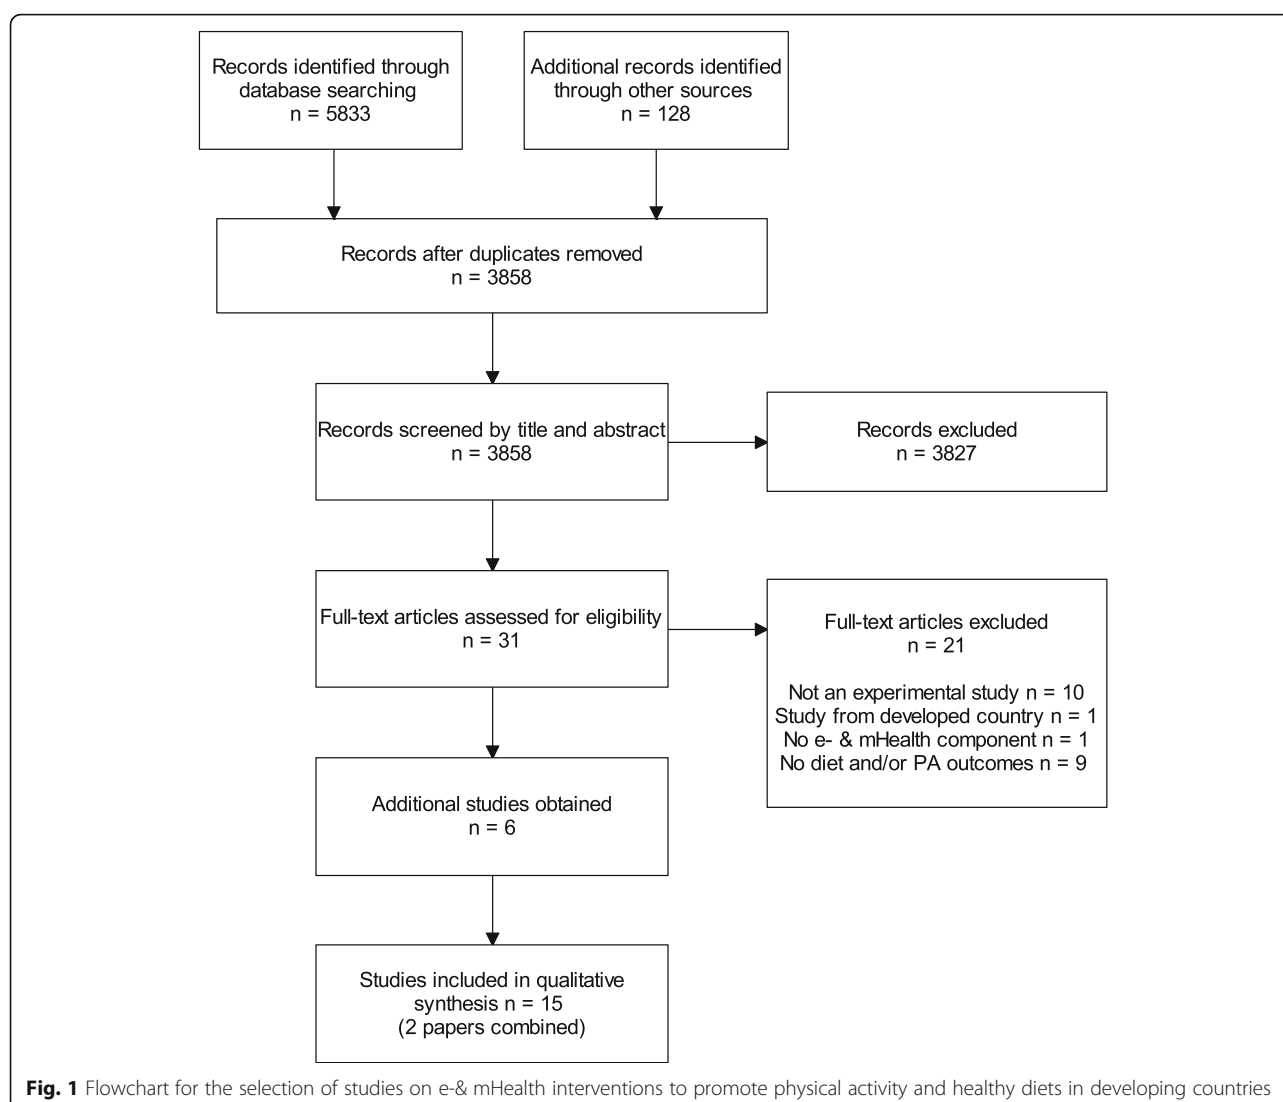 Records identified through
database searching
n = 5833
Additional records identified
through other sources
n = 128
Records after duplicates removed
n = 3858
Records screened by title and abstract
n = 3858
Records excluded
n = 3827
Full-text articles assessed for eligibility
n = 31
Full-text articles excluded
n = 21
Not an experimental study n = 10
Study from developed country n = 1
No e- & mHealth component n = 1
No diet and/or PA outcomes n = 9
Additional studies obtained
n = 6
Studies included in qualitative
synthesis n = 15
(2 papers combined)
Fig. 1 Flowchart for the selection of studies on e-& mHealth interventions to promote physical activity and healthy diets in developing countries